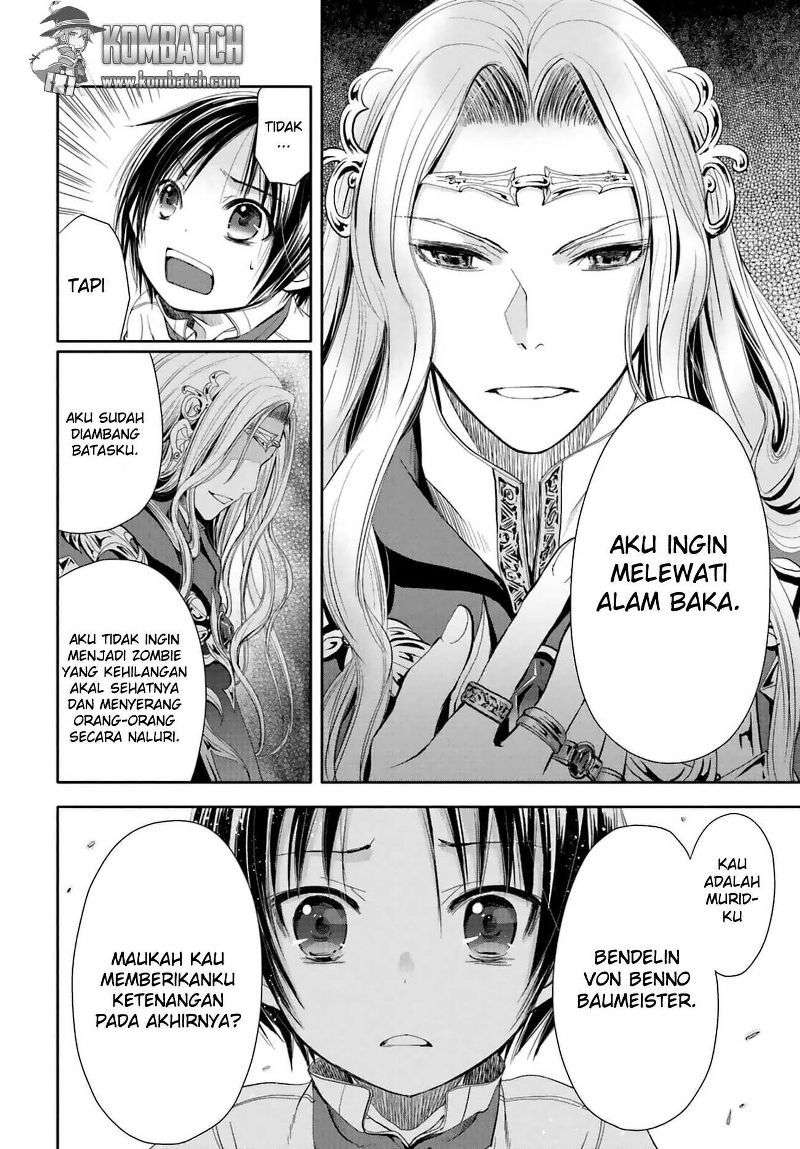 KOMBATCH
www.kombatch.com
AKU INGIN
MELEWATI
ALAM BAKA.
TIDAK
...
TAPI
AKU SUDAH
DIAMBANG
BATASKU.
AKU TIDAK INGIN
MENJADI ZOMBIE
YANG KEHILANGAN
AKAL SEHATNYA
DAN MENYERANG
ORANG-ORANG
SECARA NALURI.
KAU
ADALAH
MURID-
KU
BENDELIN
VON BENNO
BAUMEISTER.
MAUKAH KAU
MEMBERIKANKU
KETENANGAN
PADA AKHIRNYA?